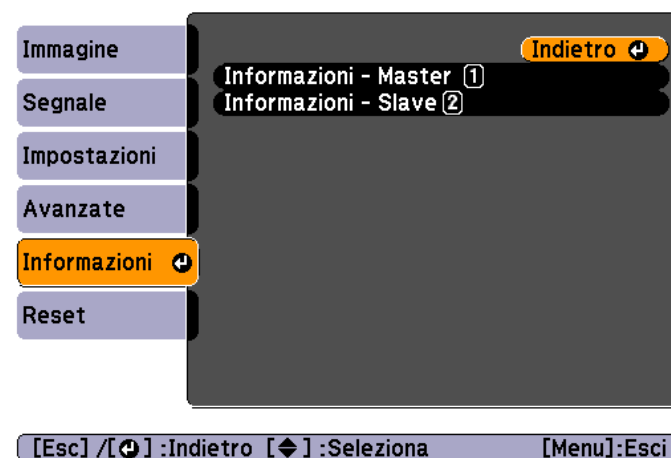 Immagine
Segnale
Impostazioni
Avanzate
Informazioni
Reset
Indietro
Informazioni - Master 1
Informazioni - Slave 2
[Esc] /[ ] :Indietro [ ] :Seleziona [Menu]:Esci